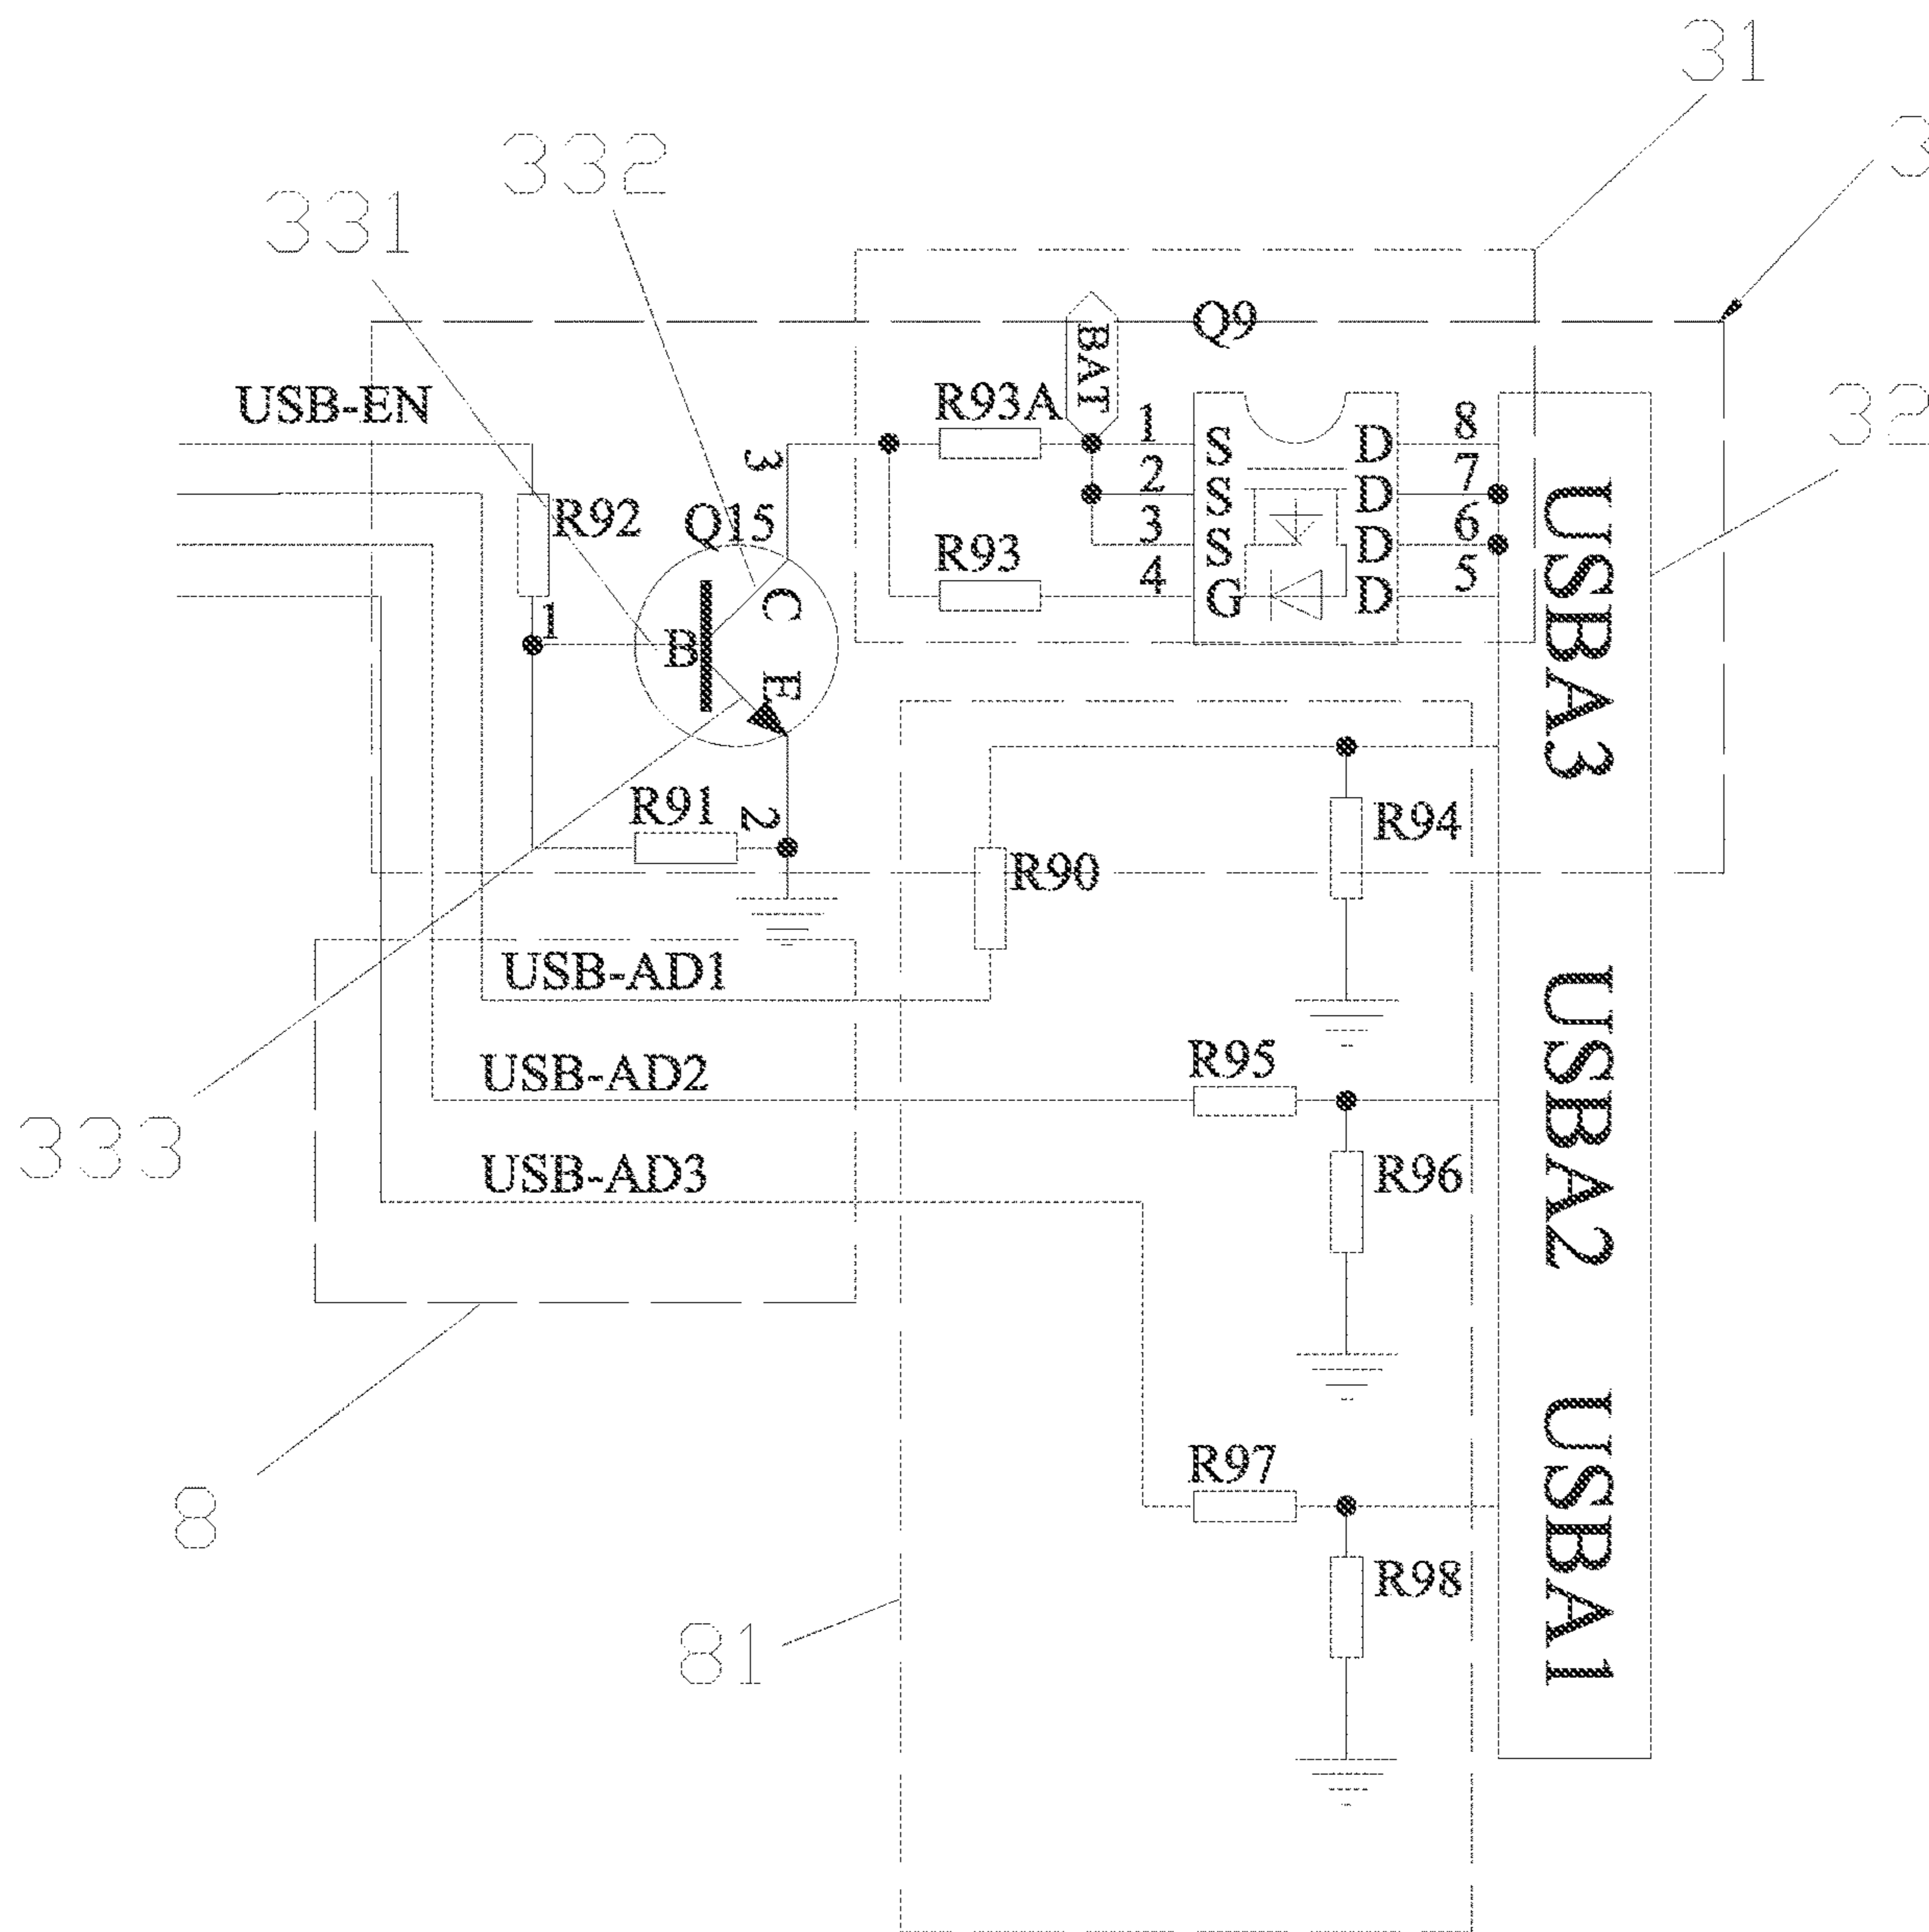 31
3
332
331
Q9
BAT
32
USB-EN
R93A
1
8
3
S
D
2
7
S
D
R92
Q15
3
6
S
D
R93
4
5
G
D
C
1
B
E
USBA3
R91
2
R94
R90
USB-AD1
USBA2
R95
USB-AD2
333
R96
USB-AD3
USBA1
R97
8
R98
81